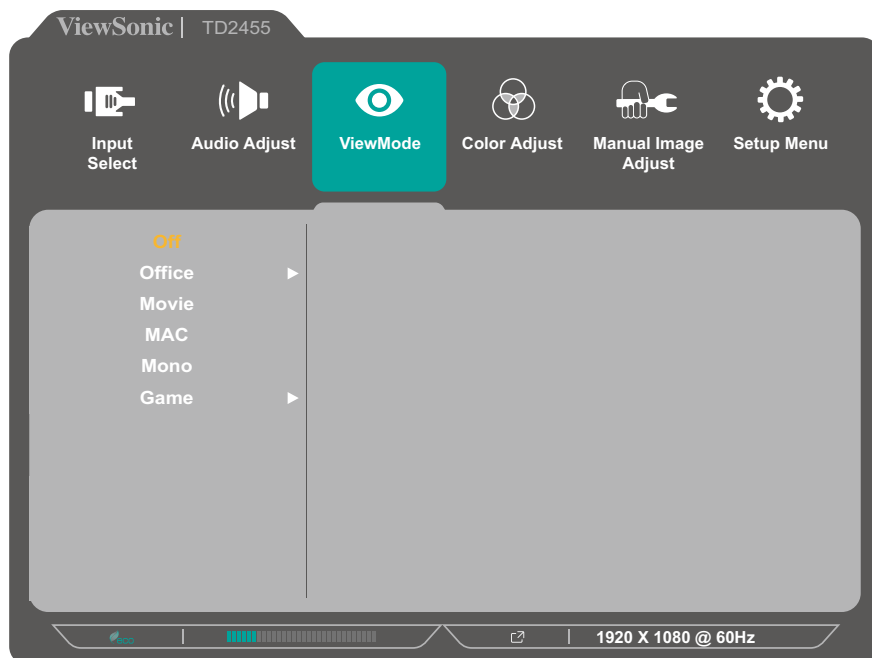 ViewSonic | TD2455
Input
Select
Audio Adjust
ViewMode
Color Adjust
Manual Image
Adjust
Setup Menu
Off
Office
Movie
MAC
Mono
Game
eco
1920 X 1080 @ 60Hz